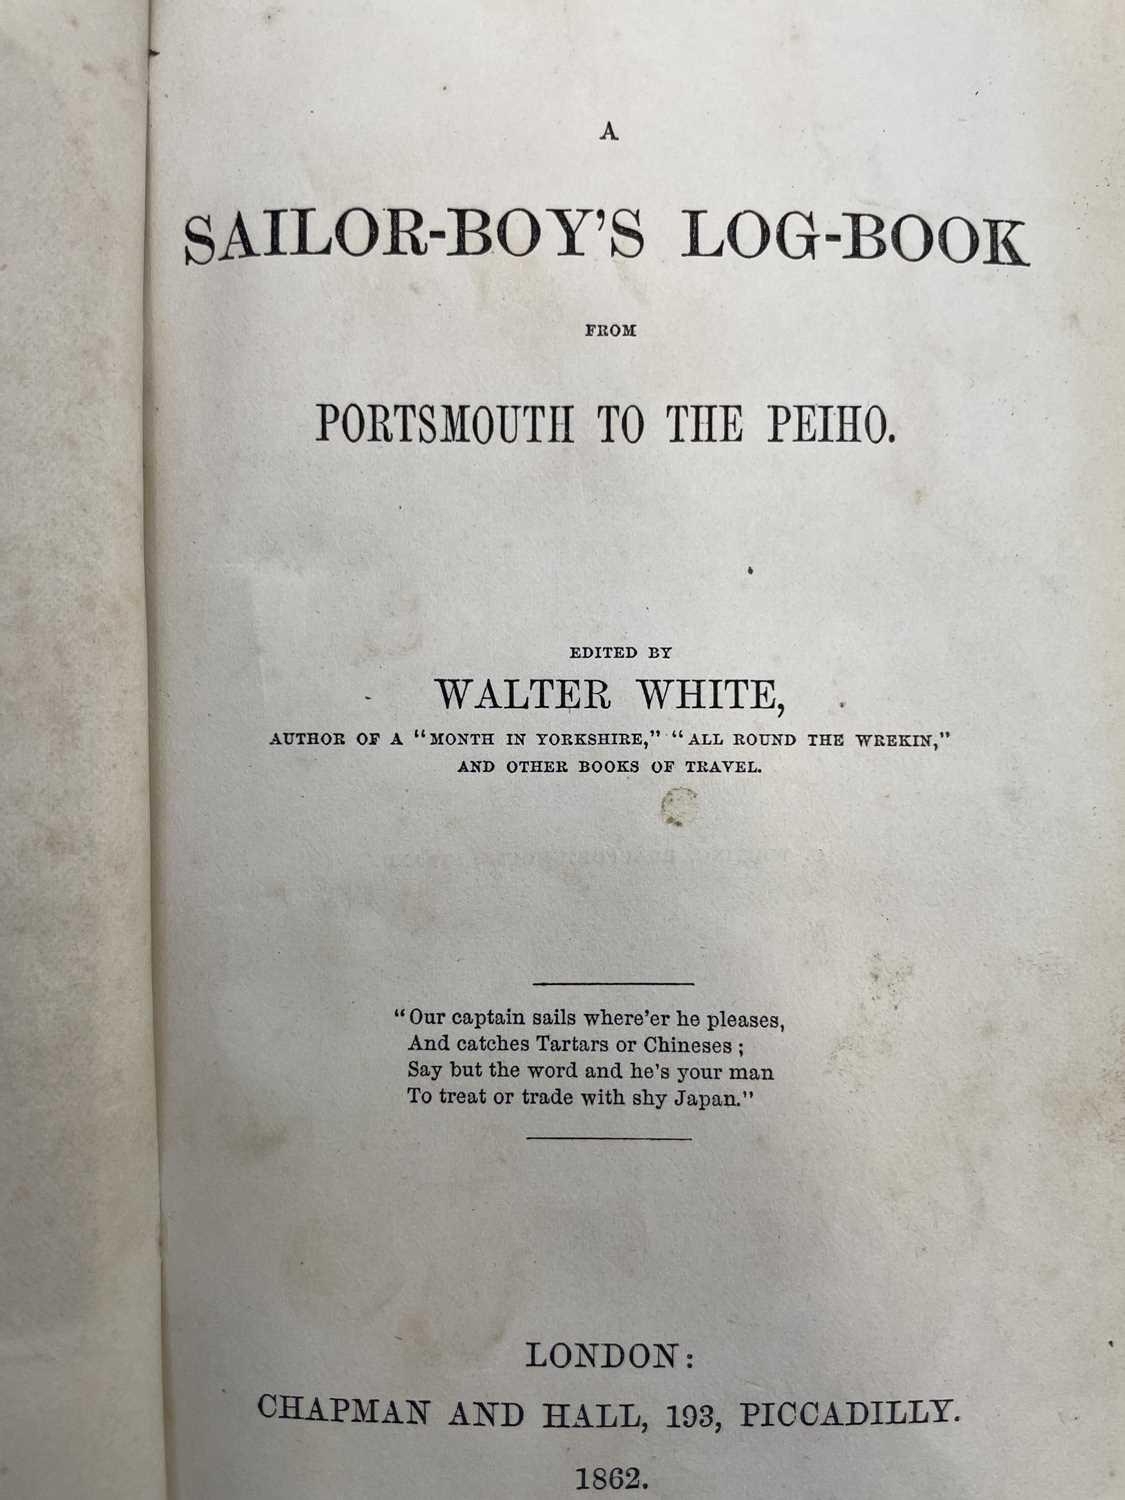 A
SAILOR-BOY'S LOG-BOOK
FROM
PORTSMOUTH TO THE PEIHO.
EDITED BY
WALTER WHITE,
AUTHOR OF A "MONTH IN YORKSHIRE," "ALL ROUND THE WREKIN,"
AND OTHER BOOKS OF TRAVEL.
"Our captain sails where'er he pleases,
And catches Tartars or Chineses;
Say but the word and he's your man
To treat or trade with shy Japan."
LONDON:
CHAPMAN AND HALL, 193, PICCADILLY.
1862.